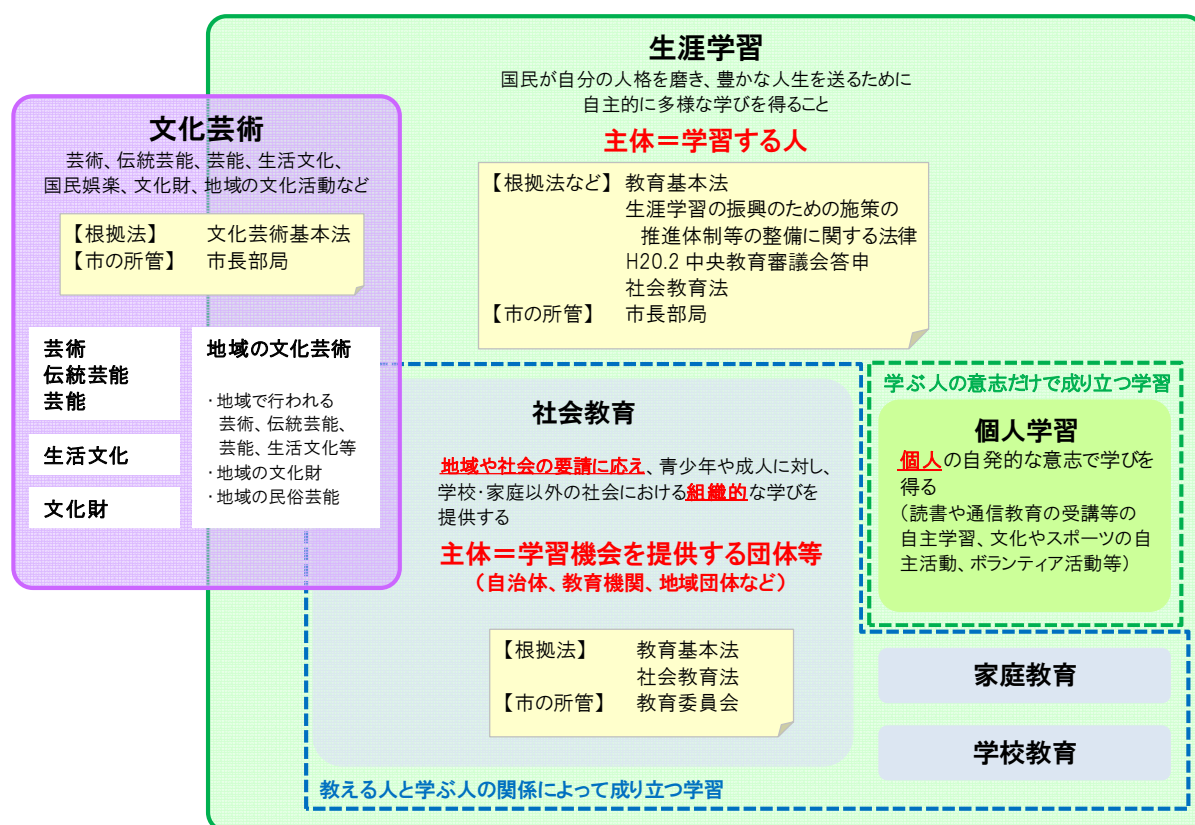 生涯学習
国民が自分の人格を磨き、豊かな人生を送るために
自主的に多様な学びを得ること
主体＝学習する人
【根拠法など】 教育基本法
生涯学習の振興のための施策の
推進体制等の整備に関する法律
H20.2 中央教育審議会答申
社会教育法
【市の所管】 市長部局
文化芸術
芸術、伝統芸能、芸能、生活文化、
国民娯楽、文化財、地域の文化活動など
【根拠法】 文化芸術基本法
【市の所管】 市長部局
芸術
伝統芸能
芸能
生活文化
文化財
地域の文化芸術
・地域で行われる
芸術、伝統芸能、
芸能、生活文化等
・地域の文化財
・地域の民俗芸能
社会教育
地域や社会の要請に応え、青少年や成人に対し、
学校・家庭以外の社会における組織的な学びを
提供する
主体＝学習機会を提供する団体等
（自治体、教育機関、地域団体など）
【根拠法】 教育基本法
社会教育法
【市の所管】 教育委員会
教える人と学ぶ人の関係によって成り立つ学習
学ぶ人の意志だけで成り立つ学習
個人学習
個人の自発的な意志で学びを
得る
（読書や通信教育の受講等の
自主学習、文化やスポーツの自
主活動、ボランティア活動等）
家庭教育
学校教育